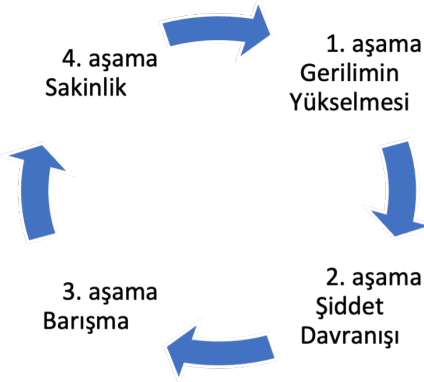 1. aşama
Gerilimin
Yükselmesi
2. aşama
Şiddet
Davranışı
3. aşama
Barışma
4. aşama
Sakinlik